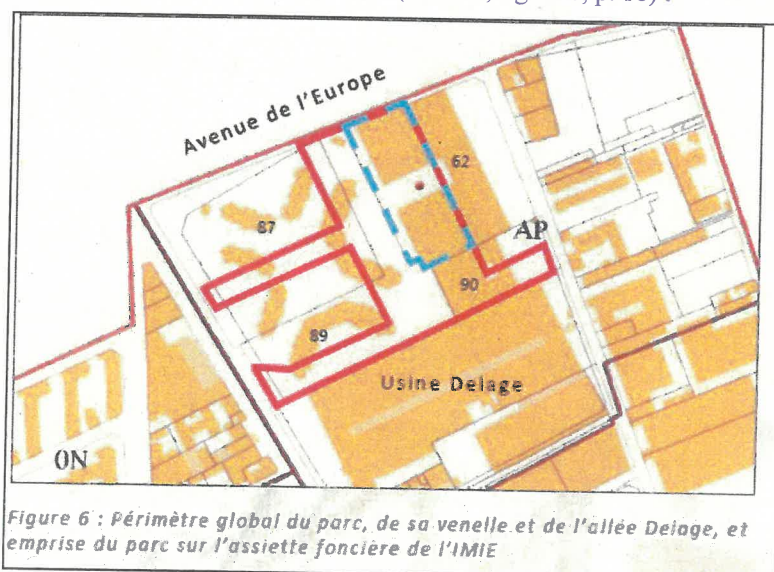 Avenue de l'Europe
62
87
AP
90
89
Usine Delage
ON
Figure 6 : Périmètre global du parc, de sa venelle et de l'allée Delage, et
emprise du parc sur l'assiette foncière de l'IMIE